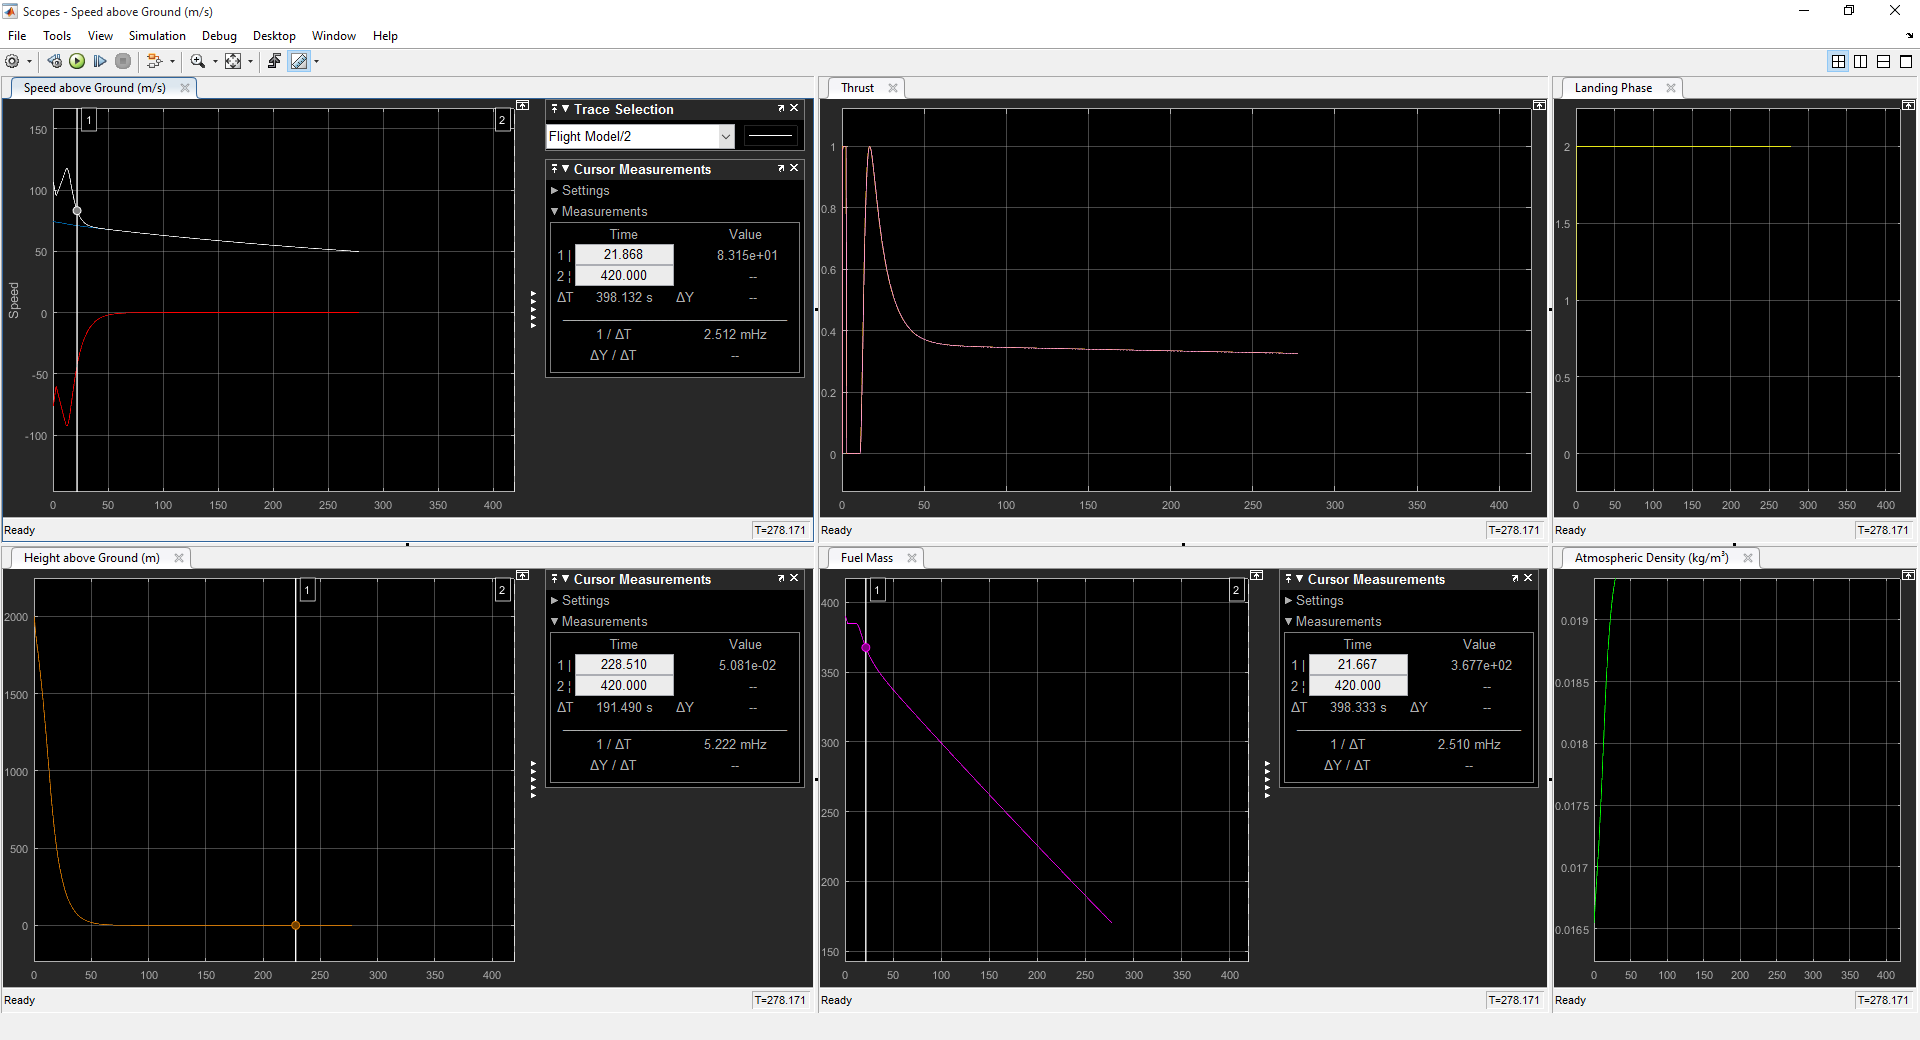 Scopes - Speed above Ground (m/s)
File Tools View Simulation Debug Desktop Window Help
Speed above Ground (m/s)
1
2
150
100
50
0
-50
-100
Speed
0 50 100 150 200 250 300 350 400
Trace Selection
Flight Model/2
Cursor Measurements
Settings
Measurements
Time Value
1 | 21.868 8.315e+01
2 ¦ 420.000 --
ΔT 398.132 s ΔY --
1 / ΔT 2.512 mHz
ΔY / ΔT --
Ready T=278.171
Thrust
1
0.8
0.6
0.4
0.2
0
0 50 100 150 200 250 300 350 400
Ready T=278.171
Landing Phase
2
1.5
1
0.5
0
0 50 100 150 200 250 300 350 400
Ready T=278.171
Height above Ground (m)
1
2
2000
1500
1000
500
0
0 50 100 150 200 250 300 350 400
Cursor Measurements
Settings
Measurements
Time Value
1 | 228.510 5.081e-02
2 ¦ 420.000 --
ΔT 191.490 s ΔY --
1 / ΔT 5.222 mHz
ΔY / ΔT --
Ready T=278.171
Fuel Mass
1
2
400
350
300
250
200
150
0 50 100 150 200 250 300 350 400
Cursor Measurements
Settings
Measurements
Time Value
1 | 21.667 3.677e+02
2 ¦ 420.000 --
ΔT 398.333 s ΔY --
1 / ΔT 2.510 mHz
ΔY / ΔT --
Ready T=278.171
Atmospheric Density (kg/m³)
0.019
0.0185
0.018
0.0175
0.017
0.0165
0 50 100 150 200 250 300 350 400
Ready T=278.171